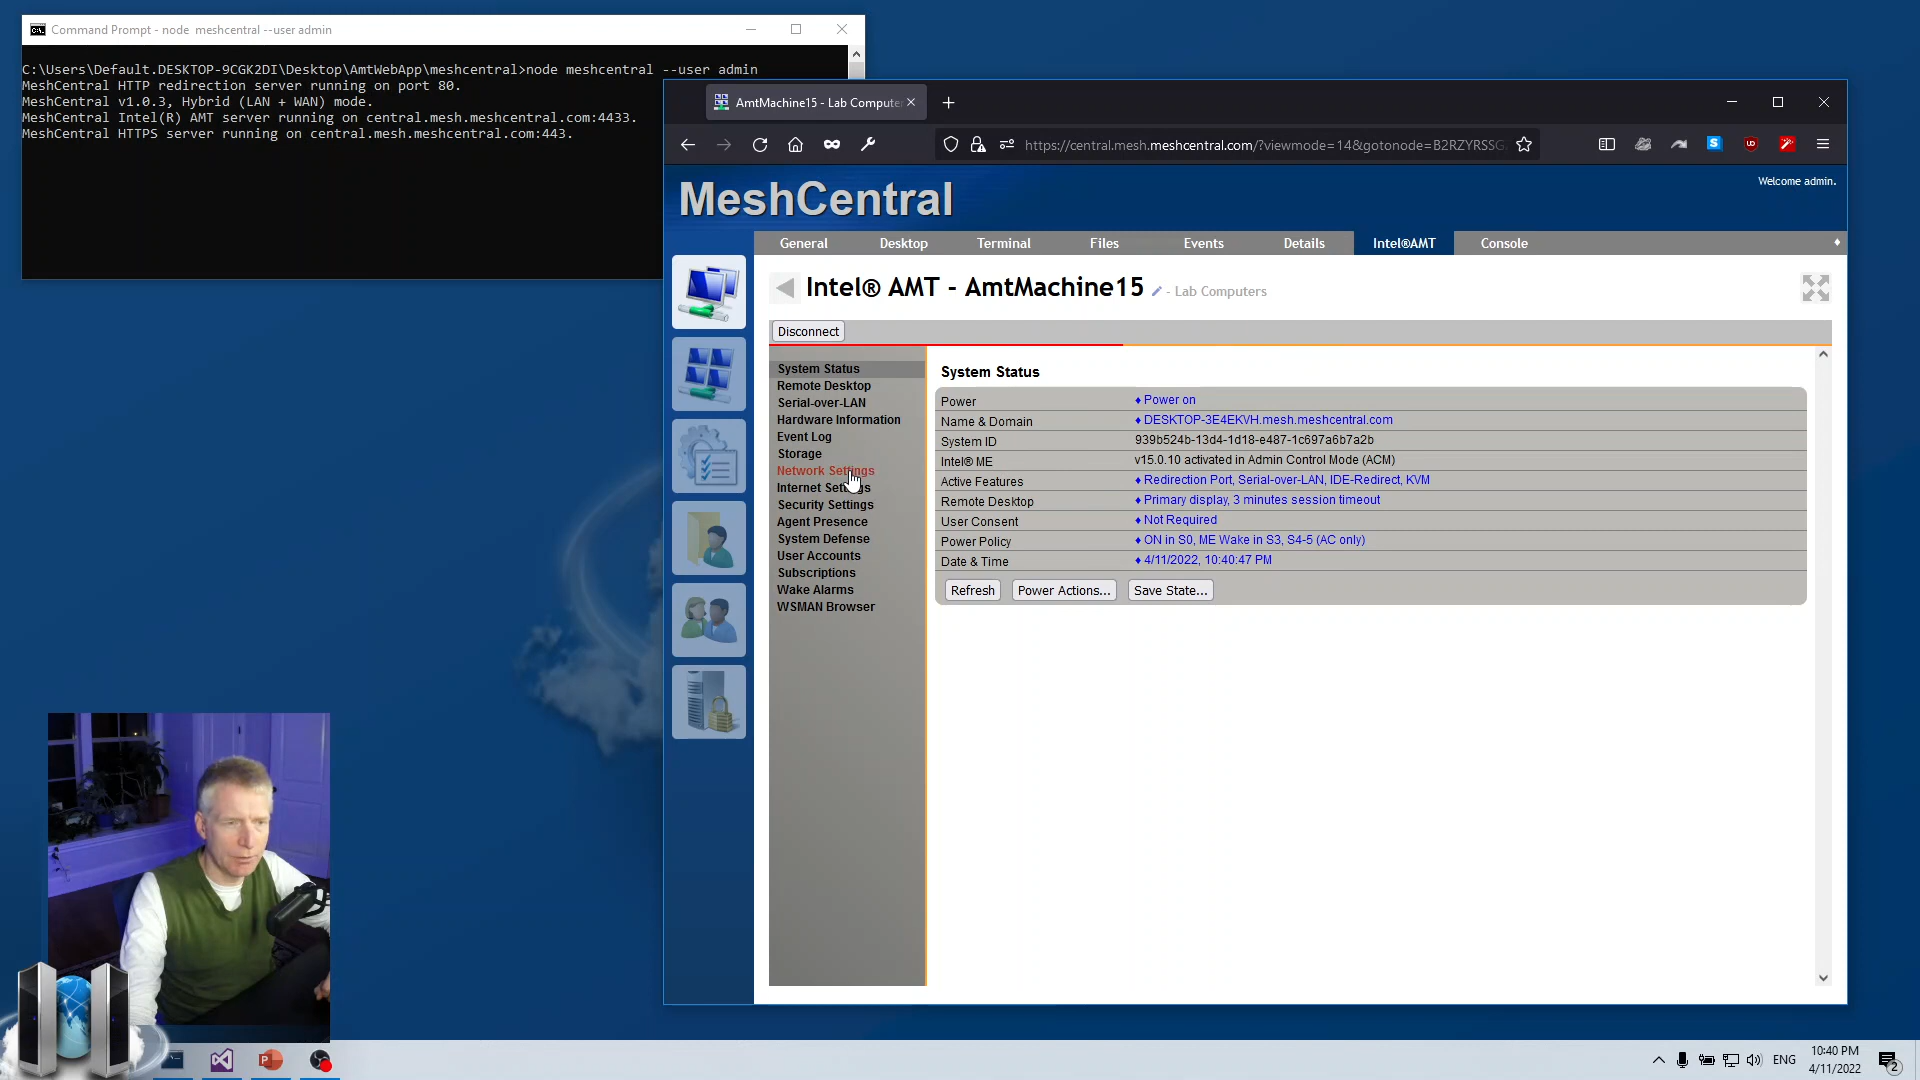 Command Prompt - node  meshcentral --user admin
C:\Users\Default.DESKTOP-9CGK2DI\Desktop\AmtWebApp\meshcentral>node meshcentral --user admin
MeshCentral HTTP redirection server running on port 80.
MeshCentral v1.0.3, Hybrid (LAN + WAN) mode.
MeshCentral Intel(R) AMT server running on central.mesh.meshcentral.com:4433.
MeshCentral HTTPS server running on central.mesh.meshcentral.com:443.
AmtMachine15 - Lab Compute
https://central.mesh.meshcentral.com/?viewmode=14&gotonode=B2RZYRSSG
MeshCentral
Welcome admin.
General
Desktop
Terminal
Files
Events
Details
Intel®AMT
Console
Intel® AMT - AmtMachine15 - Lab Computers
Disconnect
System Status
Remote Desktop
Serial-over-LAN
Hardware Information
Event Log
Storage
Network Settings
Internet Settings
Security Settings
Agent Presence
System Defense
User Accounts
Subscriptions
Wake Alarms
WSMAN Browser
System Status
Power ♦ Power on
Name & Domain ♦ DESKTOP-3E4EKVH.mesh.meshcentral.com
System ID 939b524b-13d4-1d18-e487-1c697a6b7a2b
Intel® ME v15.0.10 activated in Admin Control Mode (ACM)
Active Features ♦ Redirection Port, Serial-over-LAN, IDE-Redirect, KVM
Remote Desktop ♦ Primary display, 3 minutes session timeout
User Consent ♦ Not Required
Power Policy ♦ ON in S0, ME Wake in S3, S4-5 (AC only)
Date & Time ♦ 4/11/2022, 10:40:47 PM
Refresh
Power Actions...
Save State...
ENG
10:40 PM
4/11/2022
2